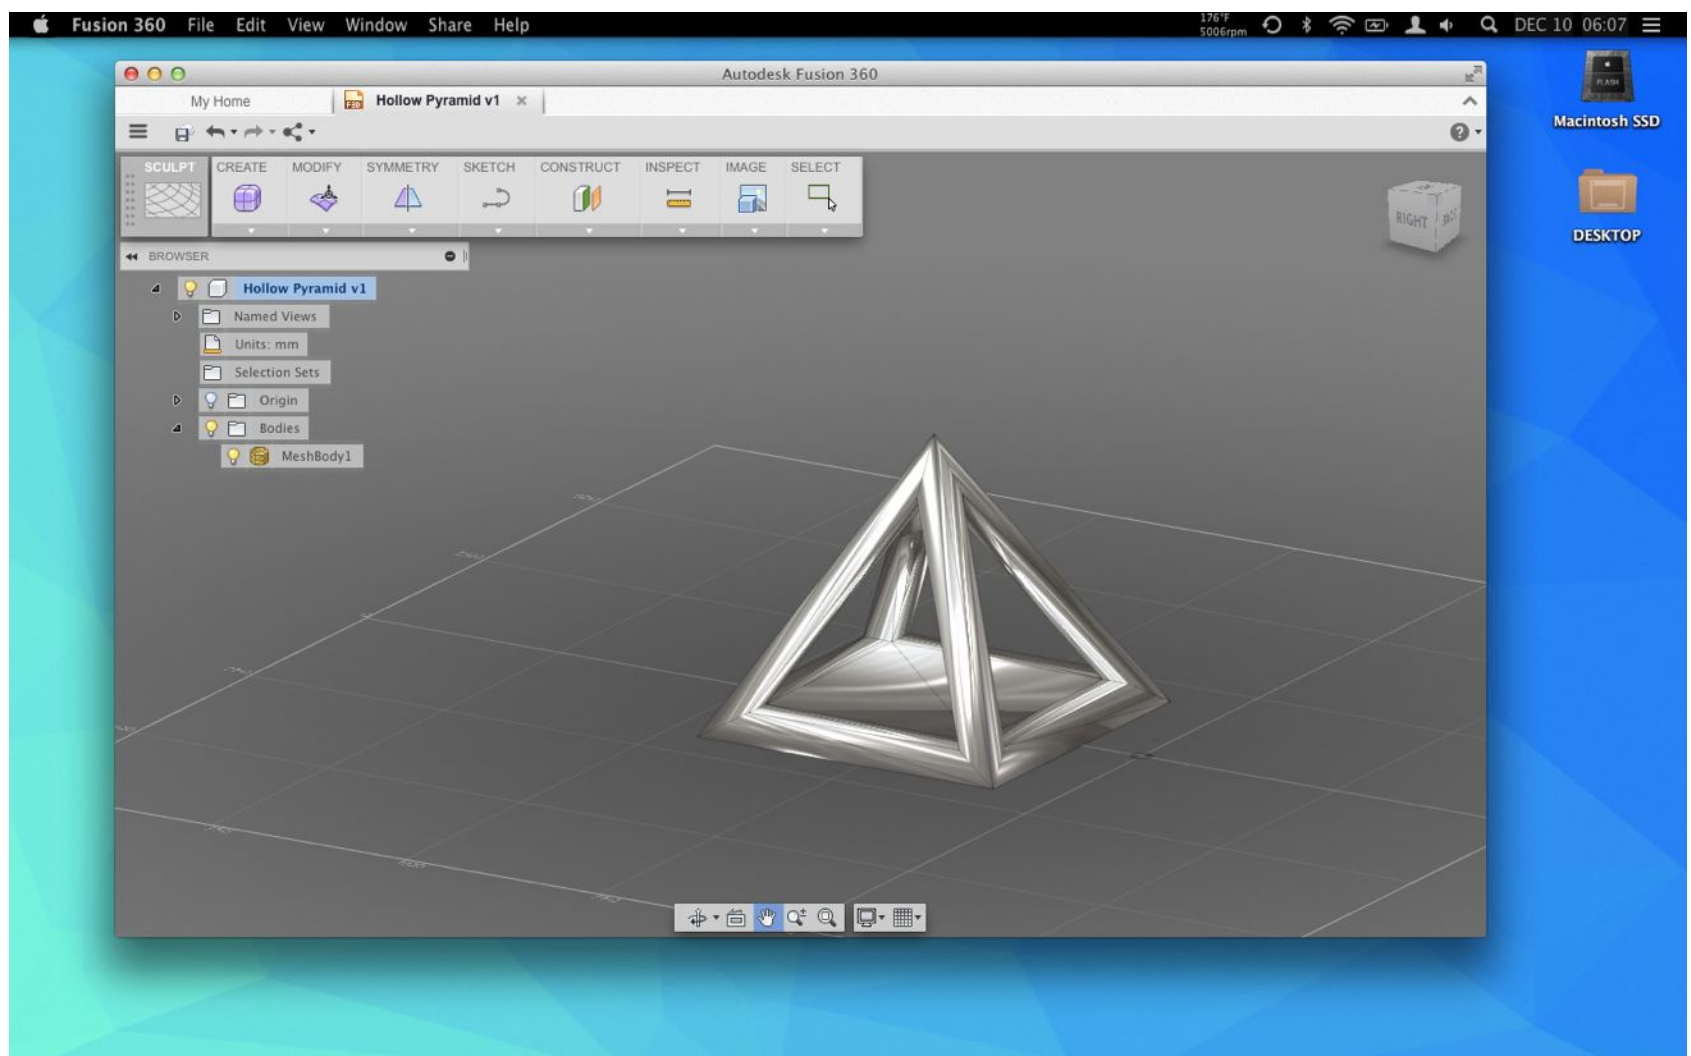 Fusion 360 File Edit View Window Share Help 176°F 5006rpm DEC 10 06:07
Autodesk Fusion 360
My Home Hollow Pyramid v1
SCULPT CREATE MODIFY SYMMETRY SKETCH CONSTRUCT INSPECT IMAGE SELECT
BROWSER
Hollow Pyramid v1
Named Views
Units: mm
Selection Sets
Origin
Bodies
MeshBody1
RIGHT
FLASH
Macintosh SSD
DESKTOP